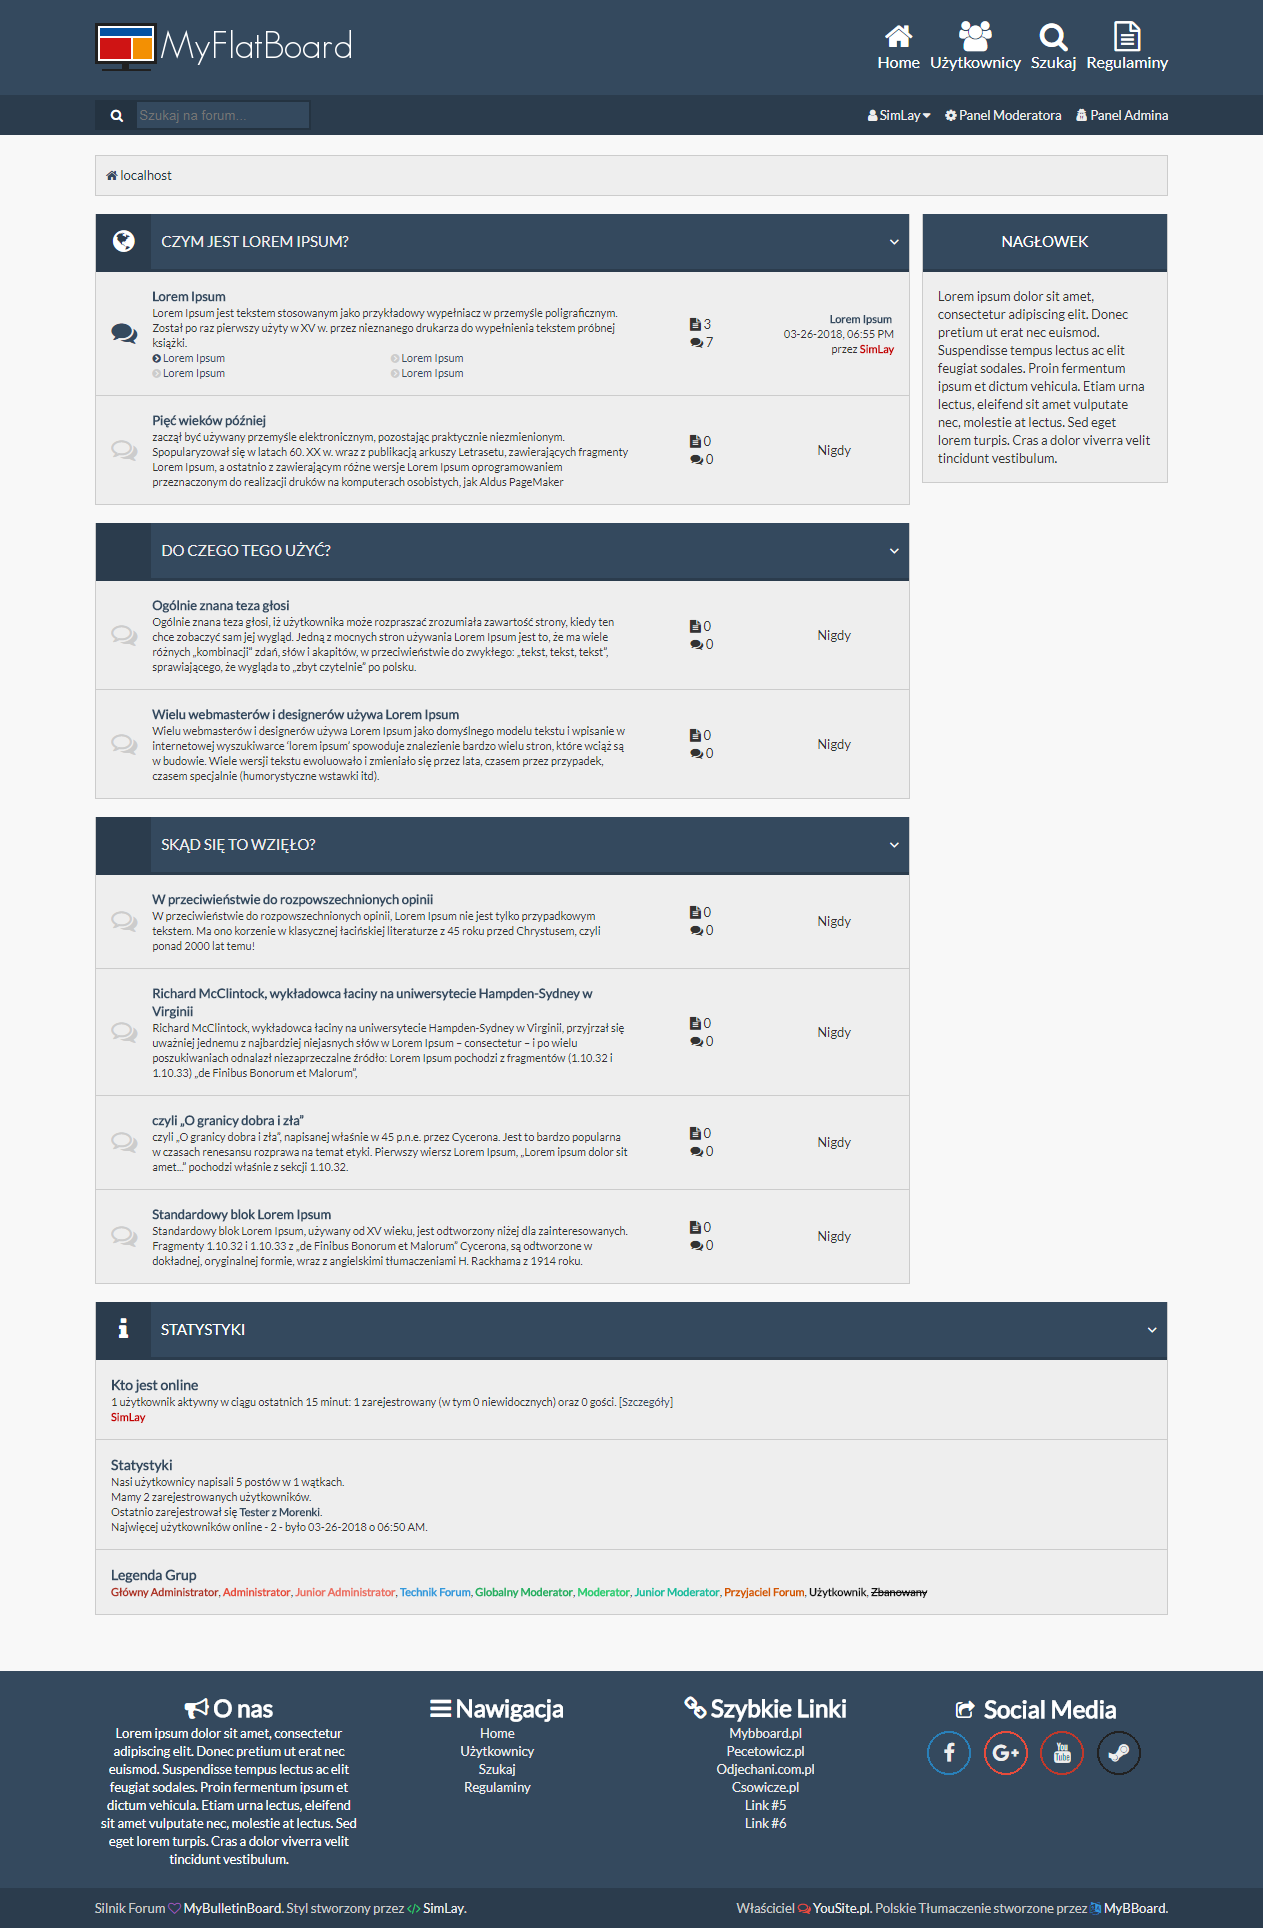 MyFlatBoard
Home Użytkownicy Szukaj Regulaminy
Szukaj na forum...
SimLay Panel Moderatora Panel Admina
localhost
CZYM JEST LOREM IPSUM?
Lorem Ipsum
Lorem Ipsum jest tekstem stosowanym jako przykładowy wypełniacz w przemyśle poligraficznym.
Został po raz pierwszy użyty w XV w. przez nieznanego drukarza do wypełnienia tekstem próbnej
książki.
Lorem Ipsum Lorem Ipsum
Lorem Ipsum Lorem Ipsum
3
7
Lorem Ipsum
03-26-2018, 06:55 PM
przez SimLay
Pięć wieków później
zaczął być używany przemyśle elektronicznym, pozostając praktycznie niezmienionym.
Spopularyzował się w latach 60. XX w. wraz z publikacją arkuszy Letrasetu, zawierających fragmenty
Lorem Ipsum, a ostatnio z zawierającym różne wersje Lorem Ipsum oprogramowaniem
przeznaczonym do realizacji druków na komputerach osobistych, jak Aldus PageMaker
0
0
Nigdy
NAGŁOWEK
Lorem ipsum dolor sit amet,
consectetur adipiscing elit. Donec
pretium ut erat nec euismod.
Suspendisse tempus lectus ac elit
feugiat sodales. Proin fermentum
ipsum et dictum vehicula. Etiam urna
lectus, eleifend sit amet vulputate
nec, molestie at lectus. Sed eget
lorem turpis. Cras a dolor viverra velit
tincidunt vestibulum.
DO CZEGO TEGO UŻYĆ?
Ogólnie znana teza głosi
Ogólnie znana teza głosi, iż użytkownika może rozpraszać zrozumiała zawartość strony, kiedy ten
chce zobaczyć sam jej wygląd. Jedną z mocnych stron używania Lorem Ipsum jest to, że ma wiele
różnych „kombinacji” zdań, słów i akapitów, w przeciwieństwie do zwykłego: „tekst, tekst, tekst”,
sprawiającego, że wygląda to „zbyt czytelnie” po polsku.
0
0
Nigdy
Wielu webmasterów i designerów używa Lorem Ipsum
Wielu webmasterów i designerów używa Lorem Ipsum jako domyślnego modelu tekstu i wpisanie w
internetowej wyszukiwarce ‘lorem ipsum’ spowoduje znalezienie bardzo wielu stron, które wciąż są
w budowie. Wiele wersji tekstu ewoluowało i zmieniało się przez lata, czasem przez przypadek,
czasem specjalnie (humorystyczne wstawki itd).
0
0
Nigdy
SKĄD SIĘ TO WZIĘŁO?
W przeciwieństwie do rozpowszechnionych opinii
W przeciwieństwie do rozpowszechnionych opinii, Lorem Ipsum nie jest tylko przypadkowym
tekstem. Ma ono korzenie w klasycznej łacińskiej literaturze z 45 roku przed Chrystusem, czyli
ponad 2000 lat temu!
0
0
Nigdy
Richard McClintock, wykładowca łaciny na uniwersytecie Hampden-Sydney w
Virginii
Richard McClintock, wykładowca łaciny na uniwersytecie Hampden-Sydney w Virginii, przyjrzał się
uważniej jednemu z najbardziej niejasnych słów w Lorem Ipsum – consectetur – i po wielu
poszukiwaniach odnalazł niezaprzeczalne źródło: Lorem Ipsum pochodzi z fragmentów (1.10.32 i
1.10.33) „de Finibus Bonorum et Malorum”,
0
0
Nigdy
czyli „O granicy dobra i zła”
czyli „O granicy dobra i zła”, napisanej właśnie w 45 p.n.e. przez Cycerona. Jest to bardzo popularna
w czasach renesansu rozprawa na temat etyki. Pierwszy wiersz Lorem Ipsum, „Lorem ipsum dolor sit
amet...” pochodzi właśnie z sekcji 1.10.32.
0
0
Nigdy
Standardowy blok Lorem Ipsum
Standardowy blok Lorem Ipsum, używany od XV wieku, jest odtworzony niżej dla zainteresowanych.
Fragmenty 1.10.32 i 1.10.33 z „de Finibus Bonorum et Malorum” Cycerona, są odtworzone w
dokładnej, oryginalnej formie, wraz z angielskimi tłumaczeniami H. Rackhama z 1914 roku.
0
0
Nigdy
STATYSTYKI
Kto jest online
1 użytkownik aktywny w ciągu ostatnich 15 minut: 1 zarejestrowany (w tym 0 niewidocznych) oraz 0 gości. [Szczegóły]
SimLay
Statystyki
Nasi użytkownicy napisali 5 postów w 1 wątkach.
Mamy 2 zarejestrowanych użytkowników.
Ostatnio zarejestrował się Tester z Morenki.
Najwięcej użytkowników online - 2 - było 03-26-2018 o 06:50 AM.
Legenda Grup
Główny Administrator, Administrator, Junior Administrator, Technik Forum, Globalny Moderator, Moderator, Junior Moderator, Przyjaciel Forum, Użytkownik, Zbanowany
O nas
Lorem ipsum dolor sit amet, consectetur
adipiscing elit. Donec pretium ut erat nec
euismod. Suspendisse tempus lectus ac elit
feugiat sodales. Proin fermentum ipsum et
dictum vehicula. Etiam urna lectus, eleifend
sit amet vulputate nec, molestie at lectus. Sed
eget lorem turpis. Cras a dolor viverra velit
tincidunt vestibulum.
Nawigacja
Home
Użytkownicy
Szukaj
Regulaminy
Szybkie Linki
Mybboard.pl
Pecetowicz.pl
Odjechani.com.pl
Csowicze.pl
Link #5
Link #6
Social Media
You Tube
Silnik Forum MyBulletinBoard. Styl stworzony przez SimLay.
Właściciel YouSite.pl. Polskie Tłumaczenie stworzone przez MyBBoard.